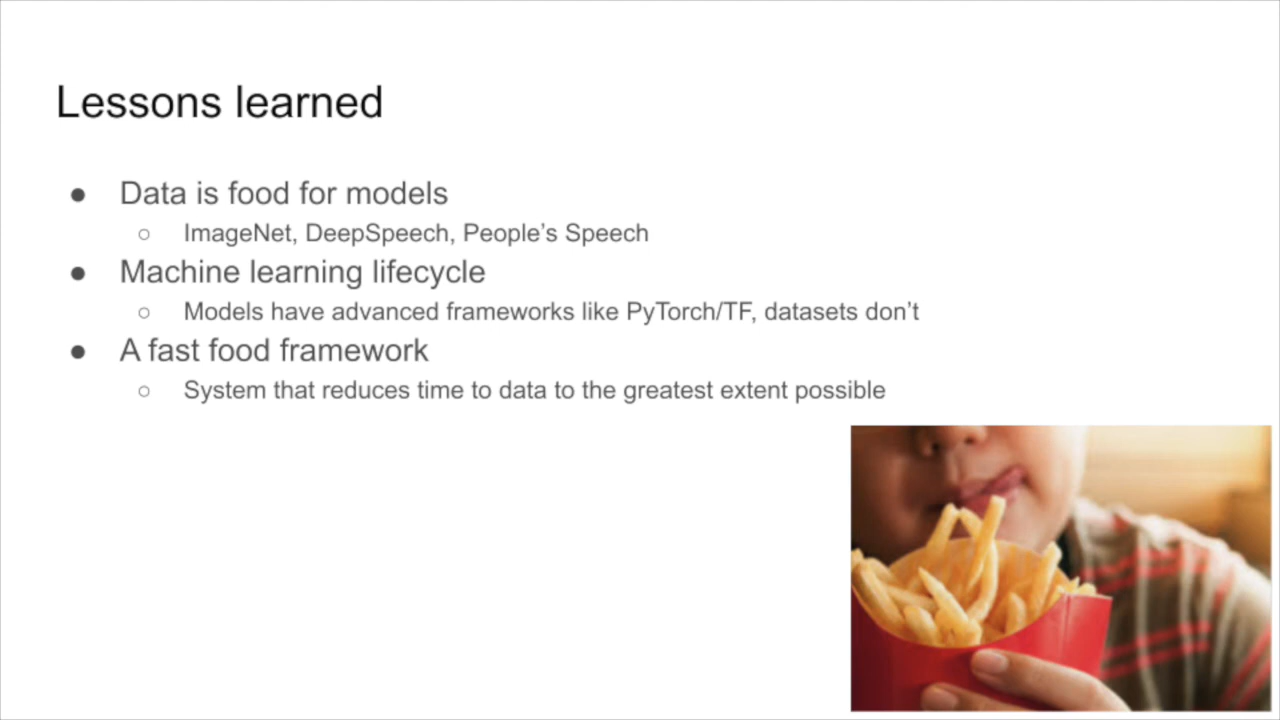 Lessons learned
● Data is food for models
○ ImageNet, DeepSpeech, People’s Speech
● Machine learning lifecycle
○ Models have advanced frameworks like PyTorch/TF, datasets don’t
● A fast food framework
○ System that reduces time to data to the greatest extent possible